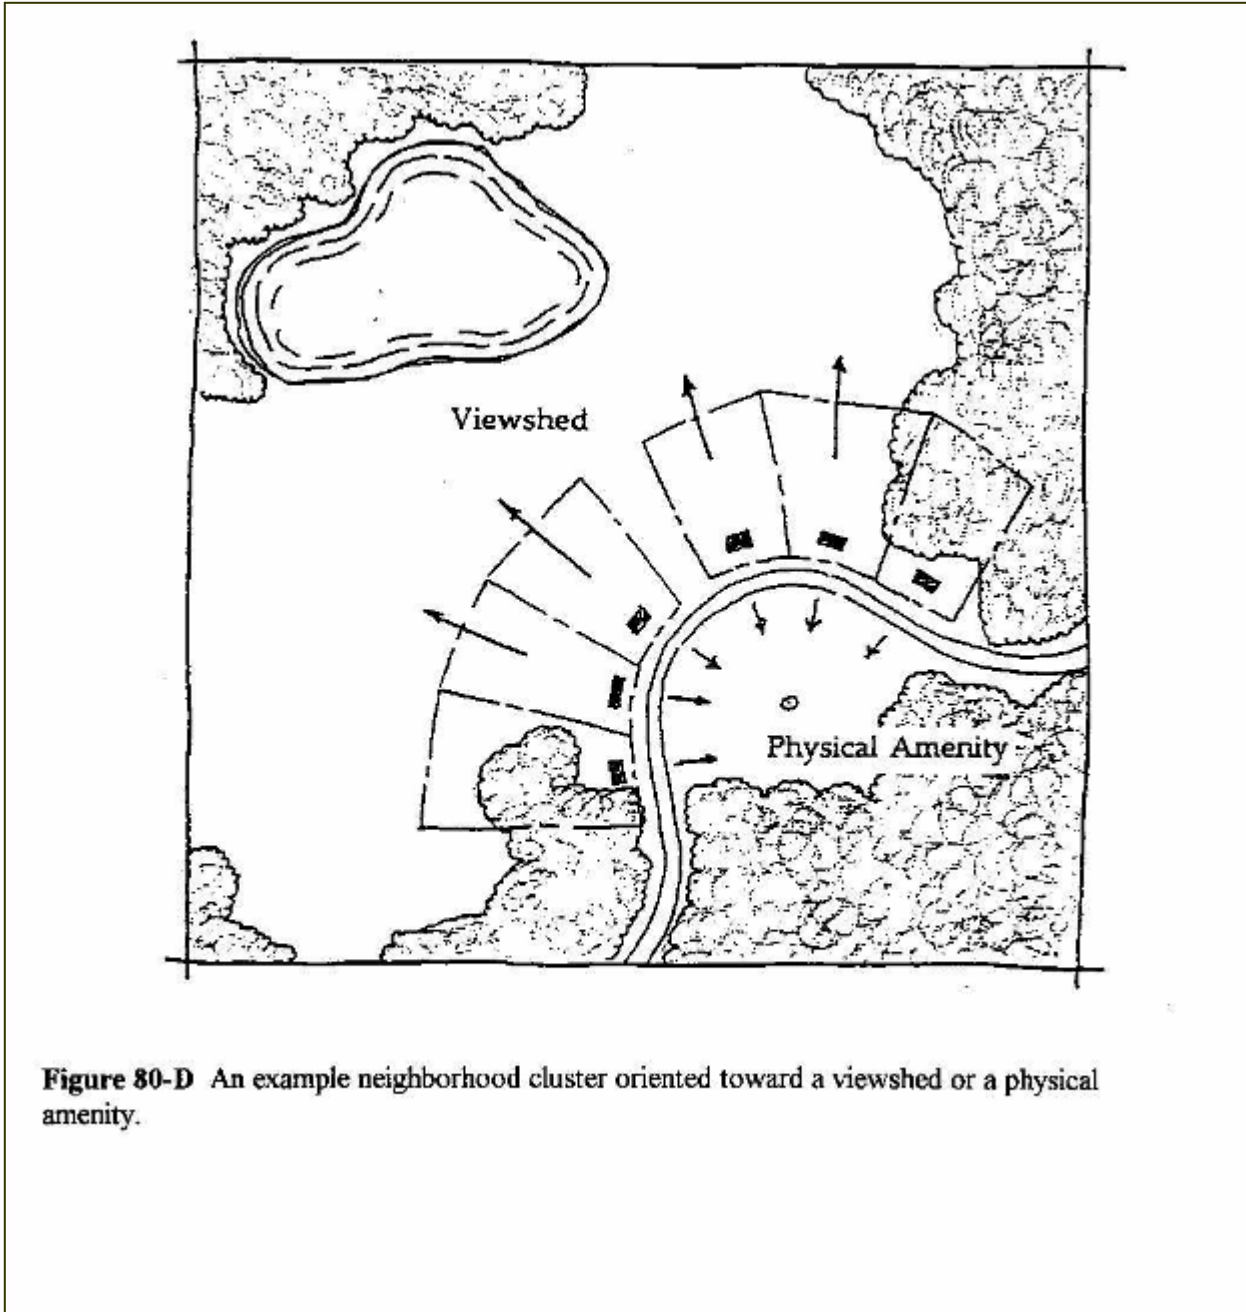 Viewshed
Physical Amenity
Figure 80-D An example neighborhood cluster oriented toward a viewshed or a physical
amenity.